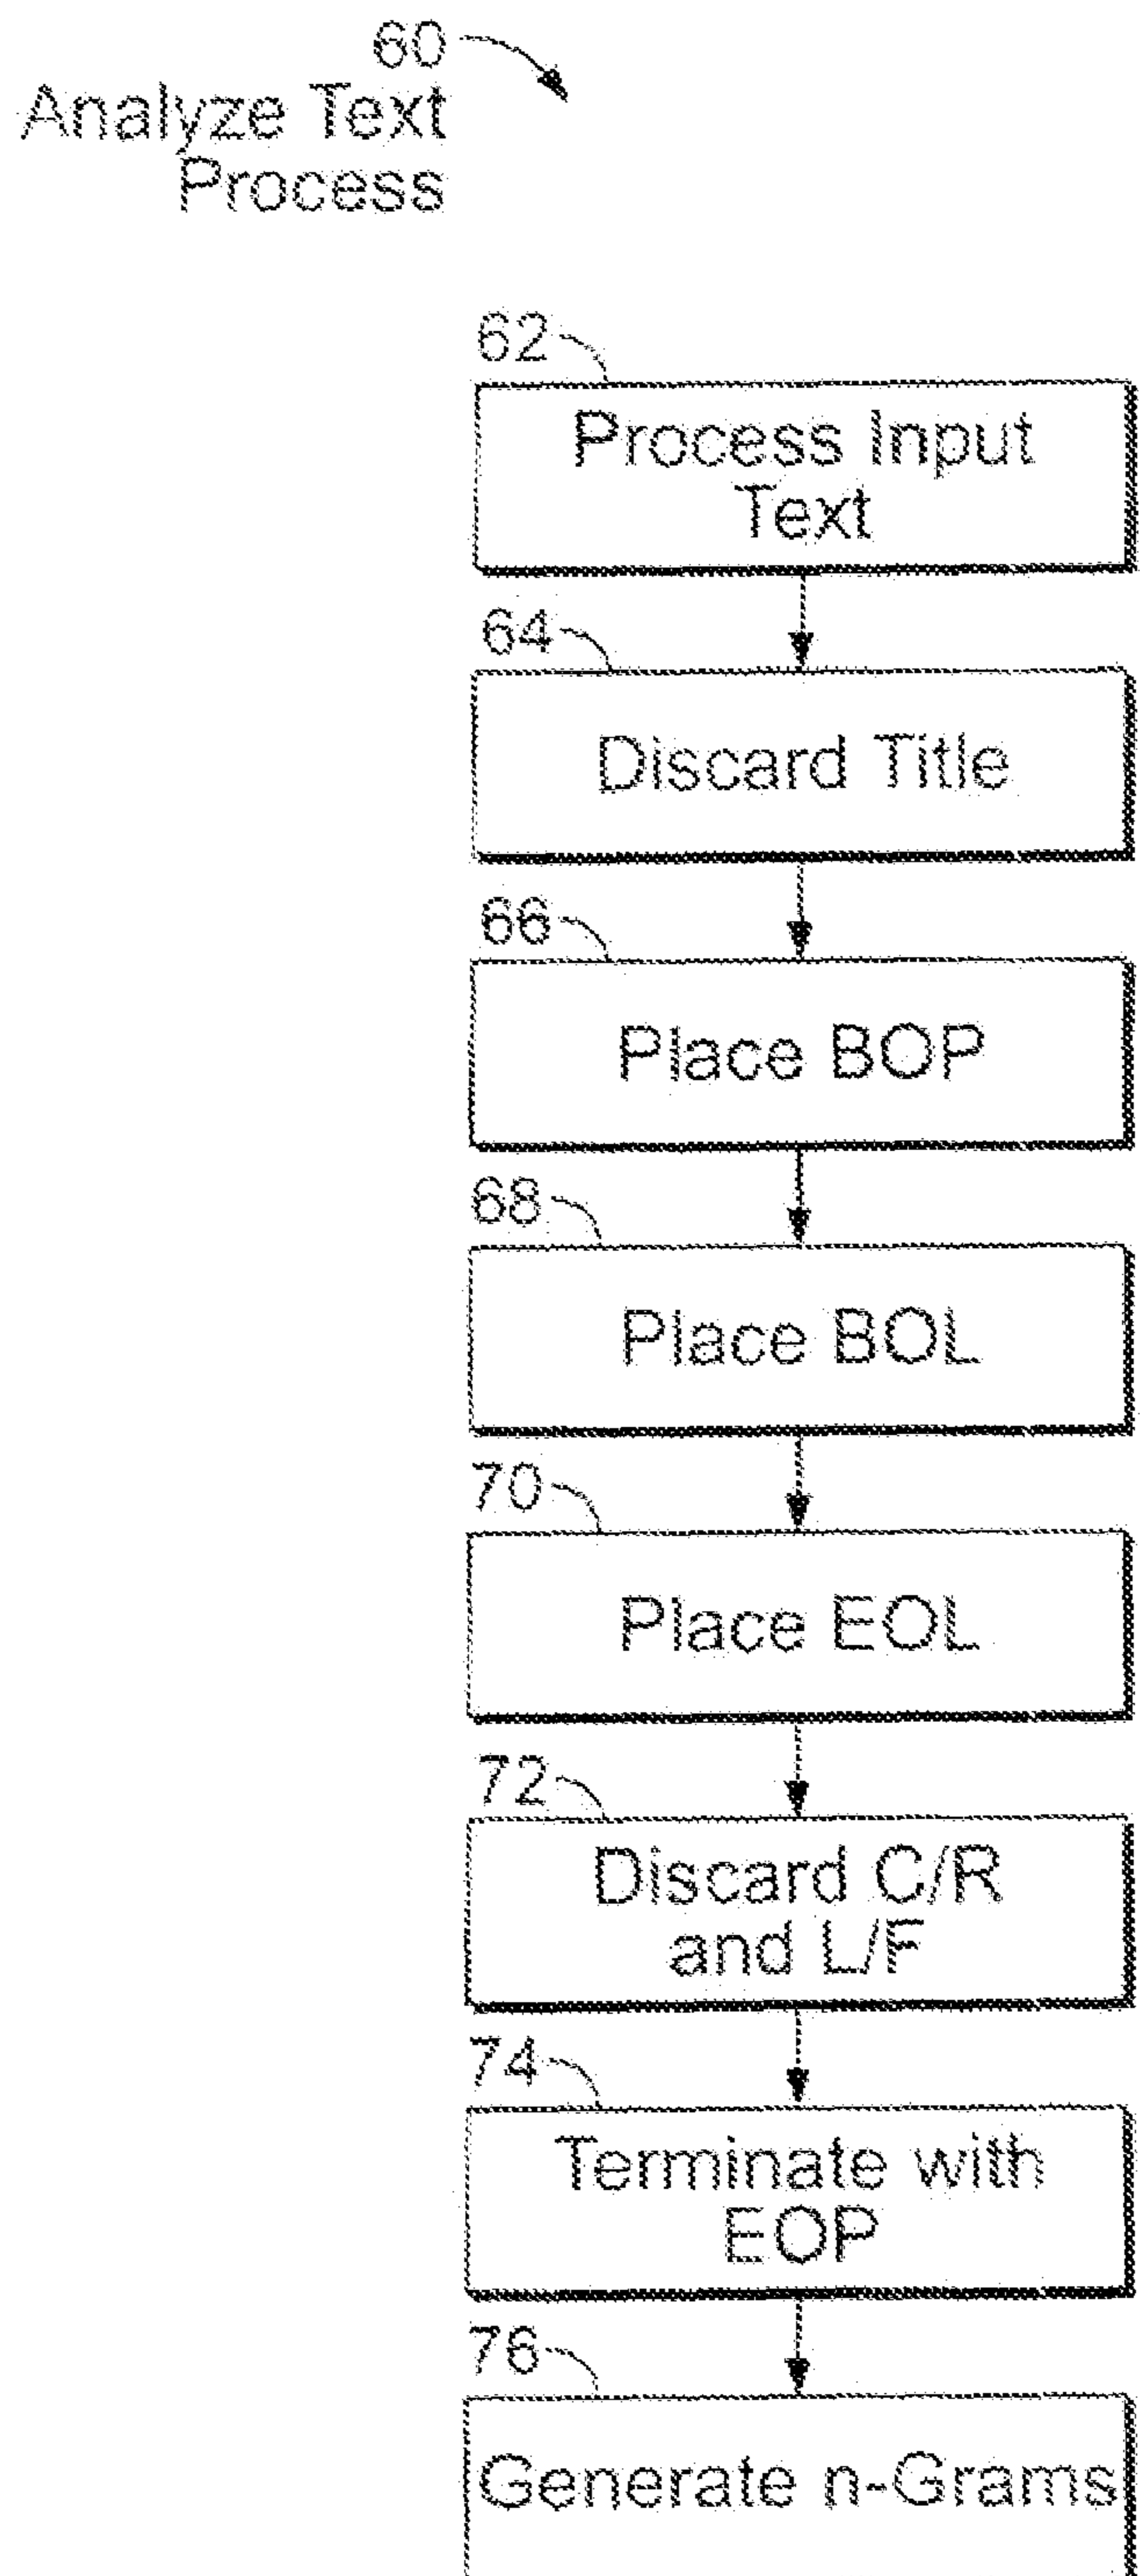 60
Analyze Text
Process
62
Process Input
Text
64
Discard Title
66
Place BOP
68
Place BOL
70
Place EOL
72
Discard C/R
and L/F
74
Terminate with
EOP
76
Generate n-Grams